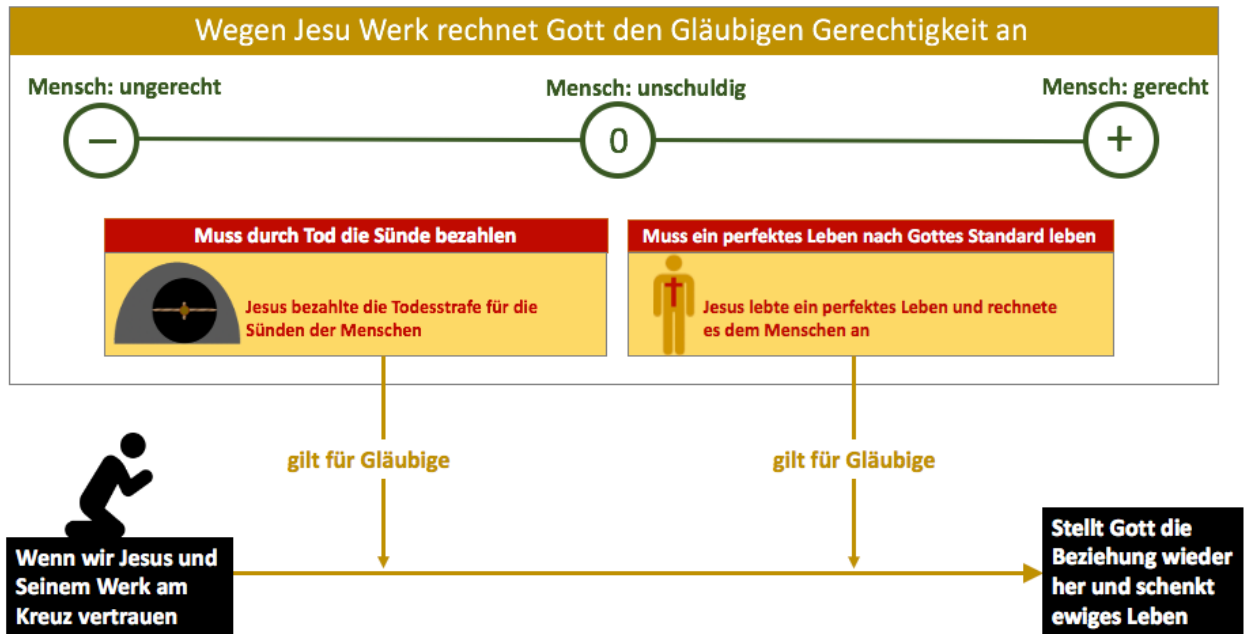 Wegen Jesu Werk rechnet Gott den Gläubigen Gerechtigkeit an
Mensch: ungerecht
Mensch: unschuldig
Mensch: gerecht
–
0
+
Muss durch Tod die Sünde bezahlen
Jesus bezahlte die Todesstrafe für die
Sünden der Menschen
Muss ein perfektes Leben nach Gottes Standard leben
Jesus lebte ein perfektes Leben und rechnete
es dem Menschen an
gilt für Gläubige
gilt für Gläubige
Wenn wir Jesus und
Seinem Werk am
Kreuz vertrauen
Stellt Gott die
Beziehung wieder
her und schenkt
ewiges Leben